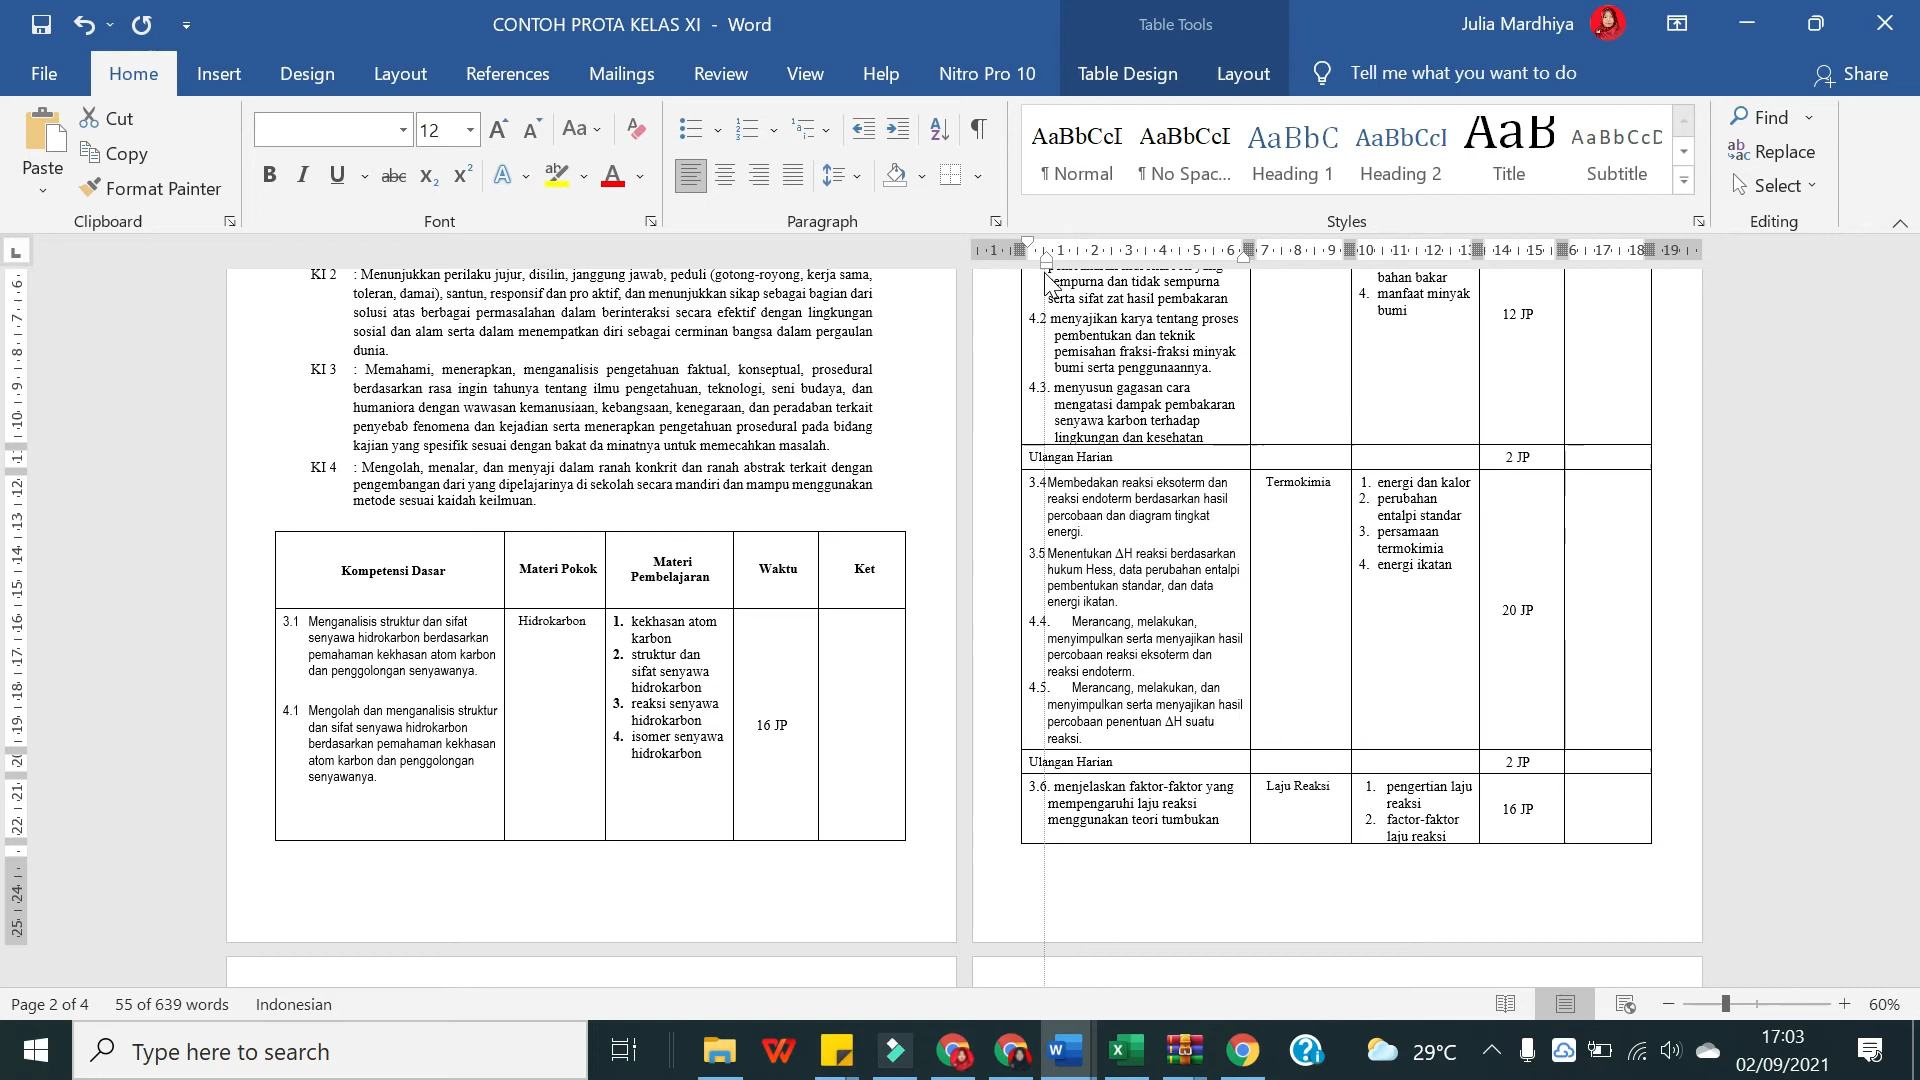 CONTOH PROTA KELAS XI - Word
Table Tools
Julia Mardhiya
File Home Insert Design Layout References Mailings Review View Help Nitro Pro 10 Table Design Layout Tell me what you want to do Share
Paste
Cut
Copy
Format Painter
Clipboard
12
Font
Paragraph
AaBbCcI AaBbCcI AaBbC AaBbCcI AaB AaBbCcD
¶ Normal ¶ No Spac... Heading 1 Heading 2 Title Subtitle
Styles
Find
Replace
Select
Editing
KI 2 : Menunjukkan perilaku jujur, disilin, janggung jawab, peduli (gotong-royong, kerja sama,
toleran, damai), santun, responsif dan pro aktif, dan menunjukkan sikap sebagai bagian dari
solusi atas berbagai permasalahan dalam berinteraksi secara efektif dengan lingkungan
sosial dan alam serta dalam menempatkan diri sebagai cerminan bangsa dalam pergaulan
dunia.
KI 3 : Memahami, menerapkan, menganalisis pengetahuan faktual, konseptual, prosedural
berdasarkan rasa ingin tahunya tentang ilmu pengetahuan, teknologi, seni budaya, dan
humaniora dengan wawasan kemanusiaan, kebangsaan, kenegaraan, dan peradaban terkait
penyebab fenomena dan kejadian serta menerapkan pengetahuan prosedural pada bidang
kajian yang spesifik sesuai dengan bakat da minatnya untuk memecahkan masalah.
KI 4 : Mengolah, menalar, dan menyaji dalam ranah konkrit dan ranah abstrak terkait dengan
pengembangan dari yang dipelajarinya di sekolah secara mandiri dan mampu menggunakan
metode sesuai kaidah keilmuan.
Kompetensi Dasar
Materi Pokok
Materi
Pembelajaran
Waktu
Ket
3.1 Menganalisis struktur dan sifat
senyawa hidrokarbon berdasarkan
pemahaman kekhasan atom karbon
dan penggolongan senyawanya.
4.1 Mengolah dan menganalisis struktur
dan sifat senyawa hidrokarbon
berdasarkan pemahaman kekhasan
atom karbon dan penggolongan
senyawanya.
Hidrokarbon
1. kekhasan atom
karbon
2. struktur dan
sifat senyawa
hidrokarbon
3. reaksi senyawa
hidrokarbon
4. isomer senyawa
hidrokarbon
16 JP
sempurna dan tidak sempurna
serta sifat zat hasil pembakaran
4.2 menyajikan karya tentang proses
pembentukan dan teknik
pemisahan fraksi-fraksi minyak
bumi serta penggunaannya.
4.3. menyusun gagasan cara
mengatasi dampak pembakaran
senyawa karbon terhadap
lingkungan dan kesehatan
bahan bakar
4. manfaat minyak
bumi
12 JP
Ulangan Harian
2 JP
3.4 Membedakan reaksi eksoterm dan
reaksi endoterm berdasarkan hasil
percobaan dan diagram tingkat
energi.
3.5 Menentukan ΔH reaksi berdasarkan
hukum Hess, data perubahan entalpi
pembentukan standar, dan data
energi ikatan.
4.4. Merancang, melakukan,
menyimpulkan serta menyajikan hasil
percobaan reaksi eksoterm dan
reaksi endoterm.
4.5. Merancang, melakukan, dan
menyimpulkan serta menyajikan hasil
percobaan penentuan ΔH suatu
reaksi.
Termokimia
1. energi dan kalor
2. perubahan
entalpi standar
3. persamaan
termokimia
4. energi ikatan
20 JP
Ulangan Harian
2 JP
3.6. menjelaskan faktor-faktor yang
mempengaruhi laju reaksi
menggunakan teori tumbukan
Laju Reaksi
1. pengertian laju
reaksi
2. factor-faktor
laju reaksi
16 JP
Page 2 of 4 55 of 639 words Indonesian
60%
Type here to search
29°C
17:03
02/09/2021